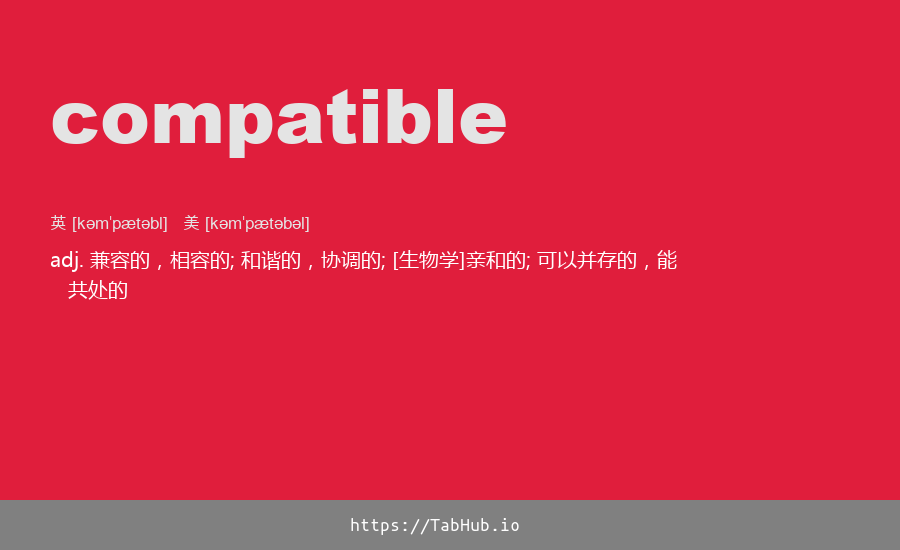 compatible
英 [kəmˈpætəbl] 美 [kəmˈpætəbəl]
adj. 兼容的，相容的; 和谐的，协调的; [生物学]亲和的; 可以并存的，能
共处的
https://TabHub.io